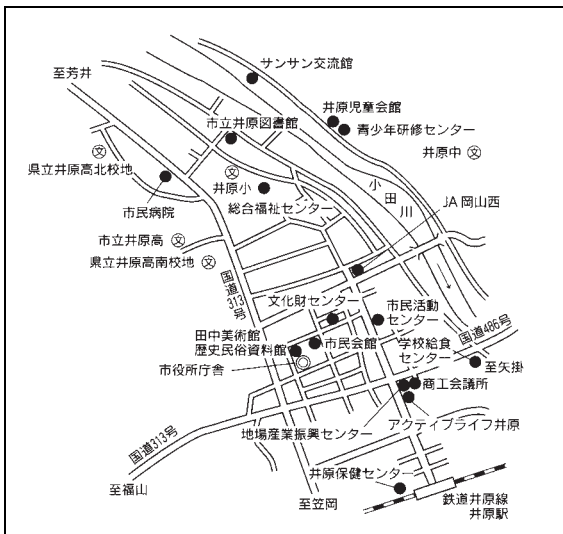 サンサン交流館
至芳井
井原児童会館
青少年研修センター
市立井原図書館
井原中
文
文
県立井原高北校地
文
井原小
市民病院
総合福祉センター
小田川
JA岡山西
市立井原高
文
県立井原高南校地
文
国道313号
文化財センター
市民活動
センター
国道486号
田中美術館
歴史民俗資料館
市民会館
学校給食
センター
市役所庁舎
至矢掛
商工会議所
アクティブライフ井原
地場産業振興センター
国道313号
井原保健センター
至福山
至笠岡
鉄道井原線
井原駅